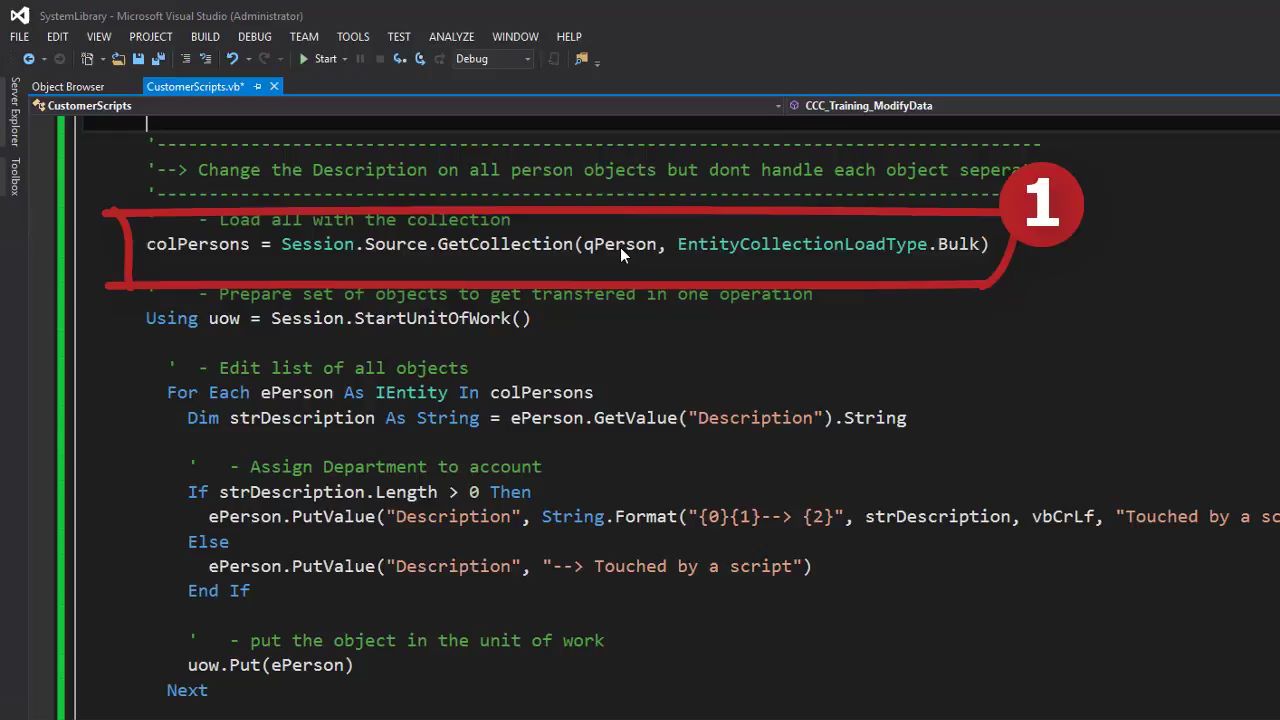 SystemLibrary - Microsoft Visual Studio (Administrator)
FILE EDIT VIEW PROJECT BUILD DEBUG TEAM TOOLS TEST ANALYZE WINDOW HELP
Start Debug
Server Explorer
Toolbox
Object Browser CustomerScripts.vb*
CustomerScripts CCC_Training_ModifyData
'-------------------------------------------------------------------------------------
'--> Change the Description on all person objects but dont handle each object sepera
'-------------------------------------------------------------------------------------
1
- Load all with the collection
colPersons = Session.Source.GetCollection(qPerson, EntityCollectionLoadType.Bulk)
' - Prepare set of objects to get transfered in one operation
Using uow = Session.StartUnitOfWork()
' - Edit list of all objects
For Each ePerson As IEntity In colPersons
Dim strDescription As String = ePerson.GetValue("Description").String
' - Assign Department to account
If strDescription.Length > 0 Then
ePerson.PutValue("Description", String.Format("{0}{1}--> {2}", strDescription, vbCrLf, "Touched by a sc
Else
ePerson.PutValue("Description", "--> Touched by a script")
End If
' - put the object in the unit of work
uow.Put(ePerson)
Next